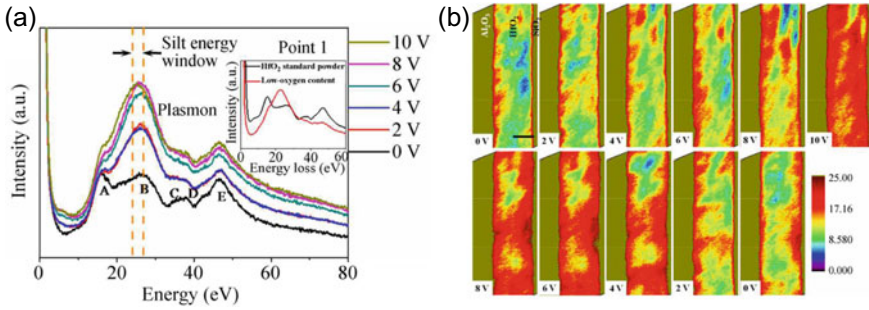 (a)
Intensity (a.u.)
Silt energy
window
Plasmon
A
B
C
D
E
0
20
40
60
80
Energy (eV)
Point 1
HfO₂ standard powder
Low-oxygen content
Intensity (a.u.)
0
20
40
60
Energy loss (eV)
10 V
8 V
6 V
4 V
2 V
0 V
(b)
Al₂O₃
HfOₓ
SiO₂
0 V
2 V
4 V
6 V
8 V
10 V
8 V
6 V
4 V
2 V
0 V
25.00
17.16
8.580
0.000